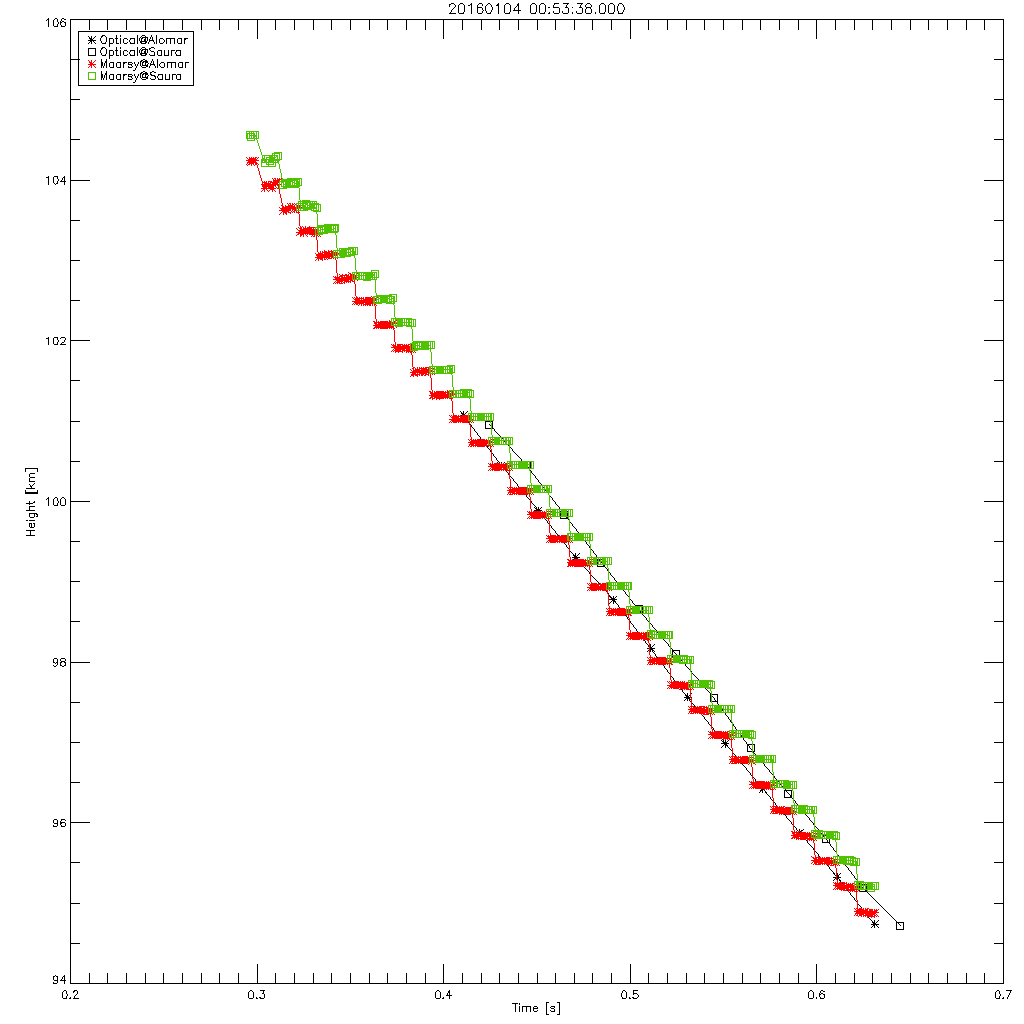 20160104 00:53:38.000
106
Optical@Alomar
Optical@Saura
Maarsy@Alomar
Maarsy@Saura
104
102
100
98
96
94
Height [km]
0.2 0.3 0.4 0.5 0.6 0.7
Time [s]